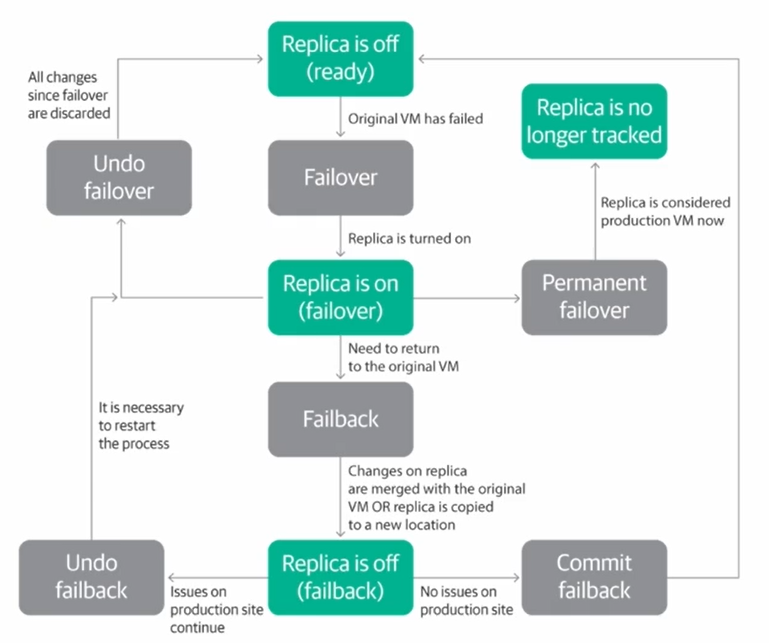 Replica is off
(ready)
All changes
since failover
are discarded
Original VM has failed
Replica is no
longer tracked
Undo
failover
Failover
Replica is considered
production VM now
Replica is turned on
Replica is on
(failover)
Permanent
failover
Need to return
to the original VM
Failback
It is necessary
to restart
the process
Changes on replica
are merged with the original
VM OR replica is copied
to a new location
Undo
failback
Issues on
production site
continue
Replica is off
(failback)
No issues on
production site
Commit
failback